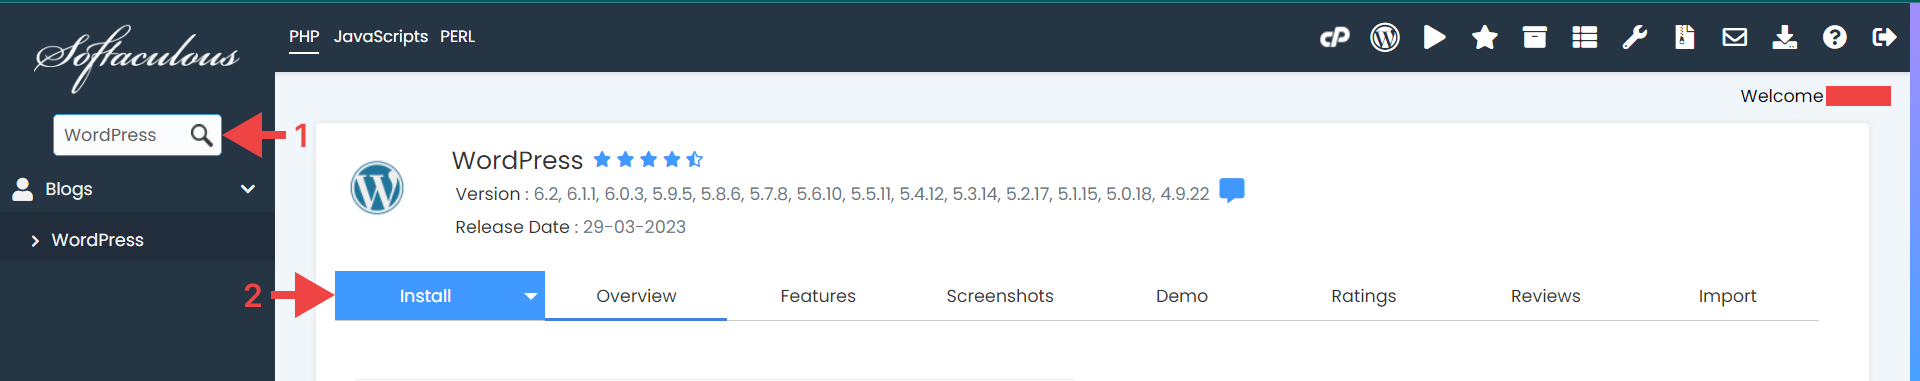 Softaculous
PHP JavaScripts PERL
cP
Welcome
WordPress
1
Blogs
WordPress
WordPress
Version : 6.2, 6.1.1, 6.0.3, 5.9.5, 5.8.6, 5.7.8, 5.6.10, 5.5.11, 5.4.12, 5.3.14, 5.2.17, 5.1.15, 5.0.18, 4.9.22
Release Date : 29-03-2023
2
Install Overview Features Screenshots Demo Ratings Reviews Import